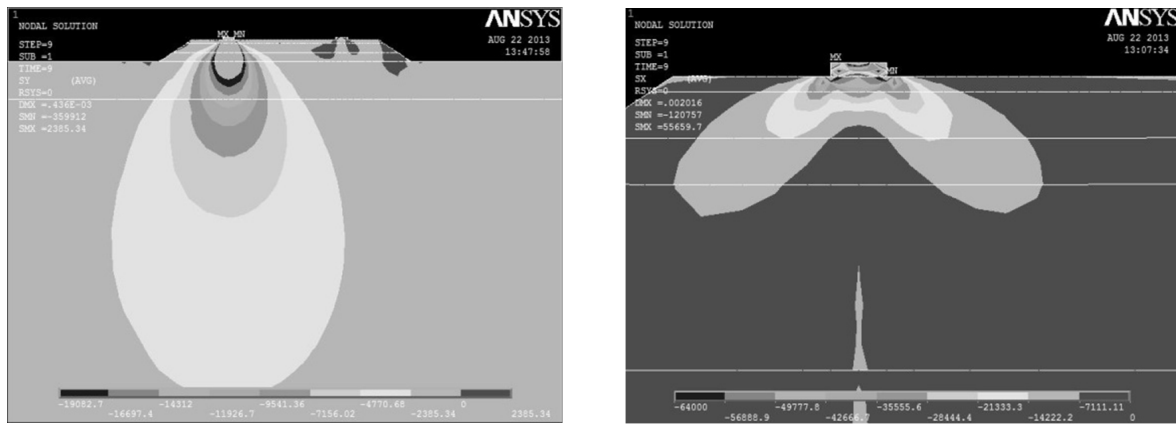 1
NODAL SOLUTION
STEP=9
SUB =1
TIME=9
SY (AVG)
RSYS=0
DMX =.436E-03
SMN =-359912
SMX =2385.34
MX MN
ANSYS
AUG 22 2013
13:47:58
-19082.7
-16697.4
-14312
-11926.7
-9541.36
-7156.02
-4770.68
-2385.34
0
2385.34
1
NODAL SOLUTION
STEP=9
SUB =1
TIME=9
SX (AVG)
RSYS=0
DMX =.002016
SMN =-120757
SMX =55659.7
MX
MN
ANSYS
AUG 22 2013
13:07:34
-64000
-56888.9
-49777.8
-42666.7
-35555.6
-28444.4
-21333.3
-14222.2
-7111.11
0